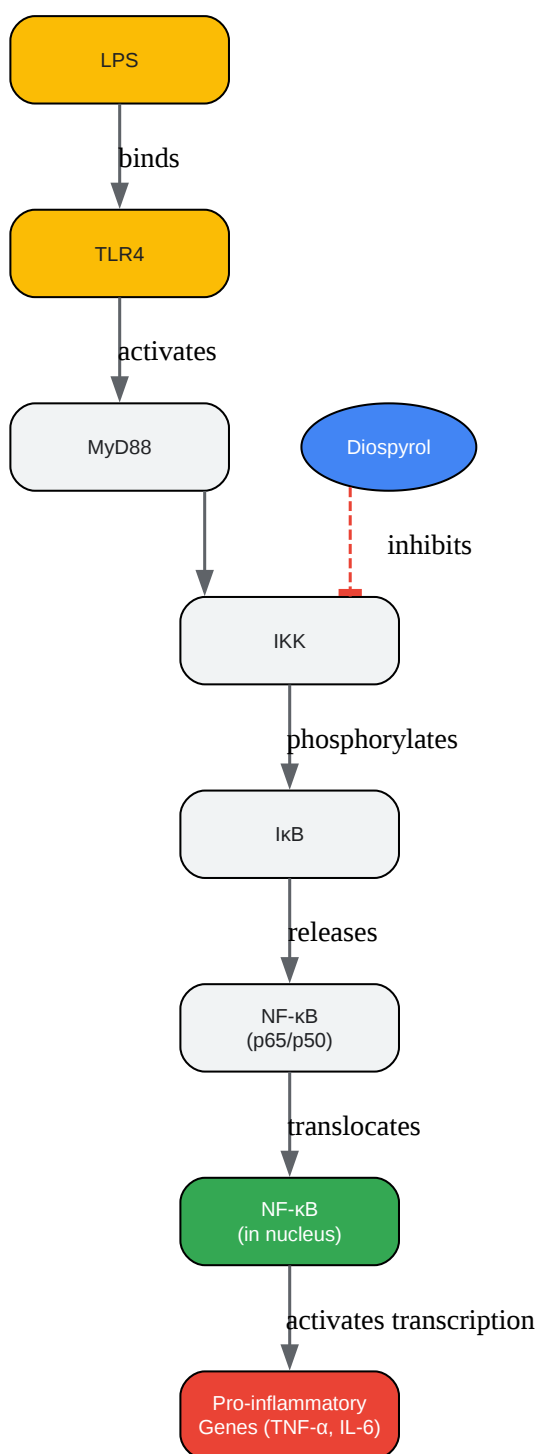 LPS
binds
TLR4
activates
MyD88
Diospyrol
inhibits
IKK
phosphorylates
IκB
releases
NF-κB
(p65/p50)
translocates
NF-κB
(in nucleus)
activates transcription
Pro-inflammatory
Genes (TNF-α, IL-6)